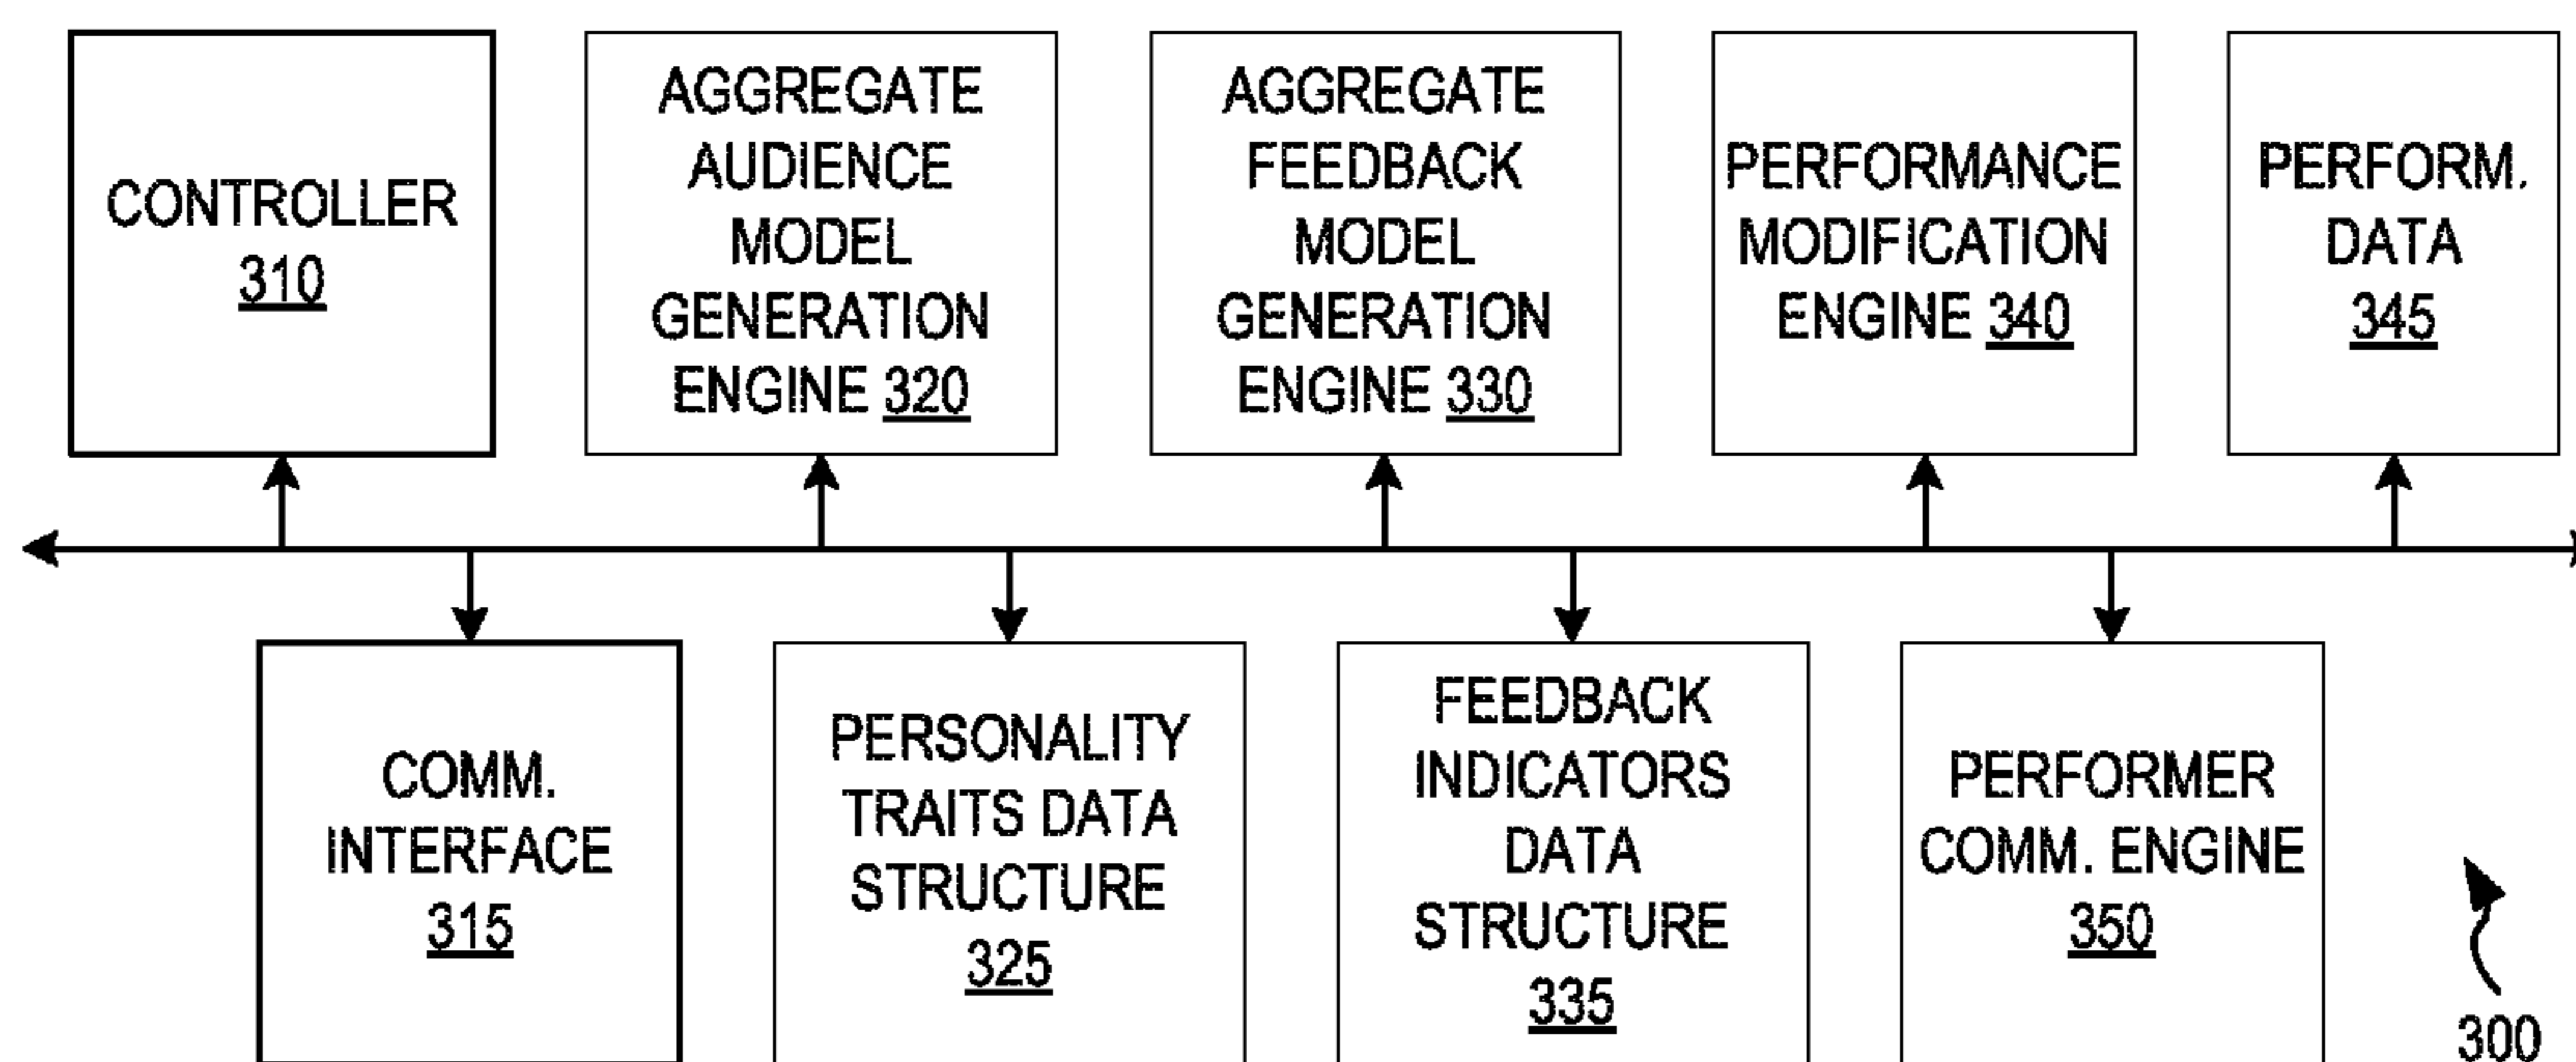 CONTROLLER
310
AGGREGATE
AUDIENCE
MODEL
GENERATION
ENGINE 320
AGGREGATE
FEEDBACK
MODEL
GENERATION
ENGINE 330
PERFORMANCE
MODIFICATION
ENGINE 340
PERFORM.
DATA
345
COMM.
INTERFACE
315
PERSONALITY
TRAITS DATA
STRUCTURE
325
FEEDBACK
INDICATORS
DATA
STRUCTURE
335
PERFORMER
COMM. ENGINE
350
300